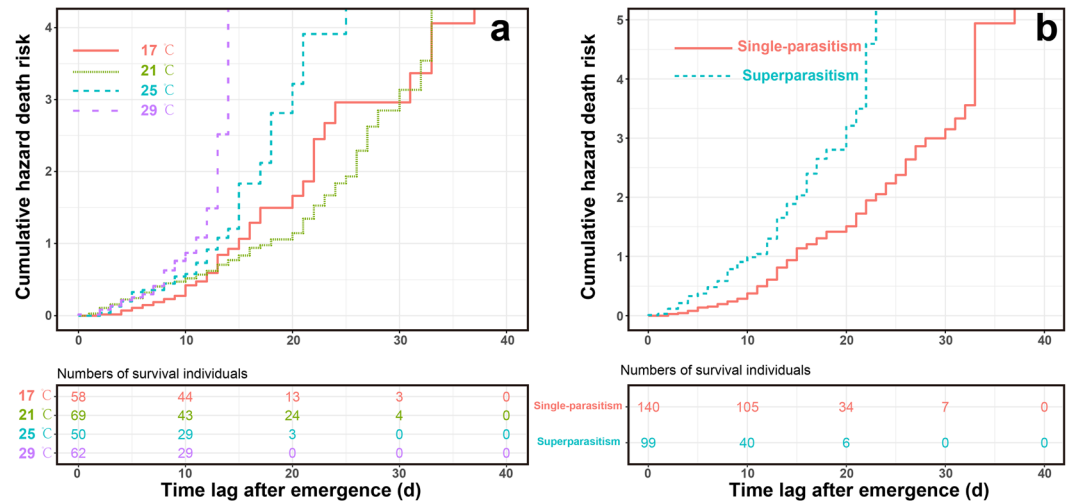 a
Cumulative hazard death risk
4
3
2
1
0
17 ℃
21 ℃
25 ℃
29 ℃
0 10 20 30 40
Numbers of survival individuals
17 ℃ 58 44 13 3 0
21 ℃ 69 43 24 4 0
25 ℃ 50 29 3 0 0
29 ℃ 62 29 0 0 0
0 10 20 30 40
Time lag after emergence (d)
b
Cumulative hazard death risk
5
4
3
2
1
0
Single-parasitism
Superparasitism
0 10 20 30 40
Numbers of survival individuals
Single-parasitism 140 105 34 7 0
Superparasitism 99 40 6 0 0
0 10 20 30 40
Time lag after emergence (d)